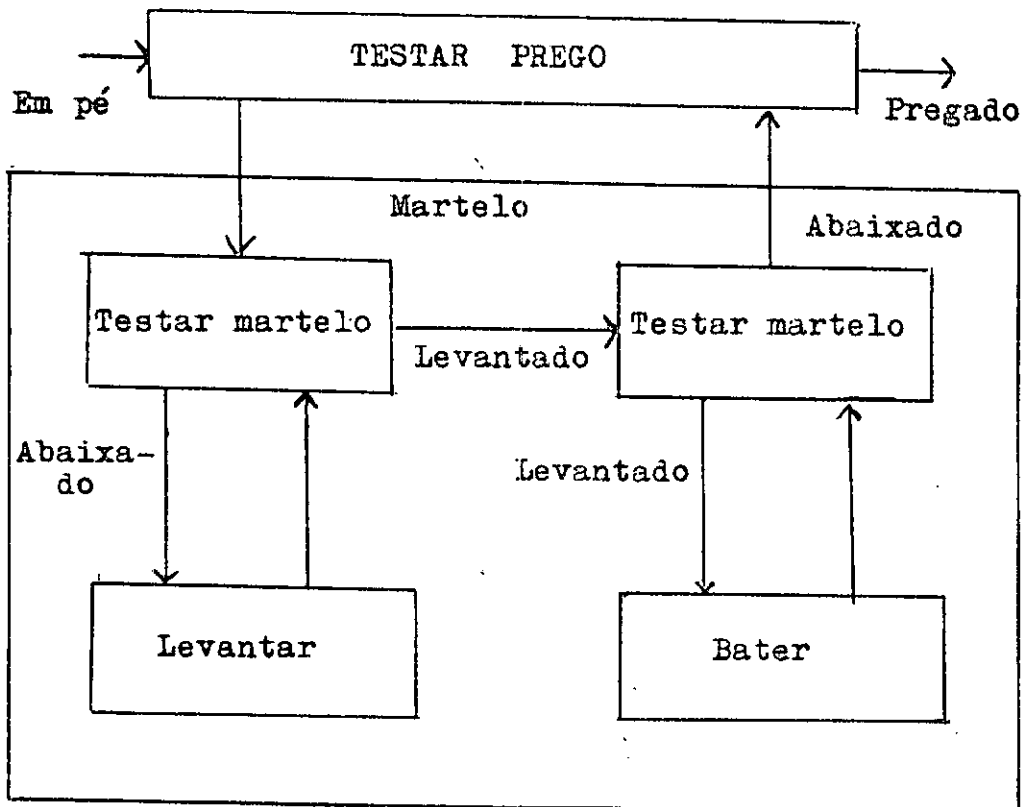 TESTAR PREGO
Em pé
Pregado
Martelo
Abaixado
Testar martelo
Levantado
Testar martelo
Abaixa-
do
Levantado
Levantar
Bater